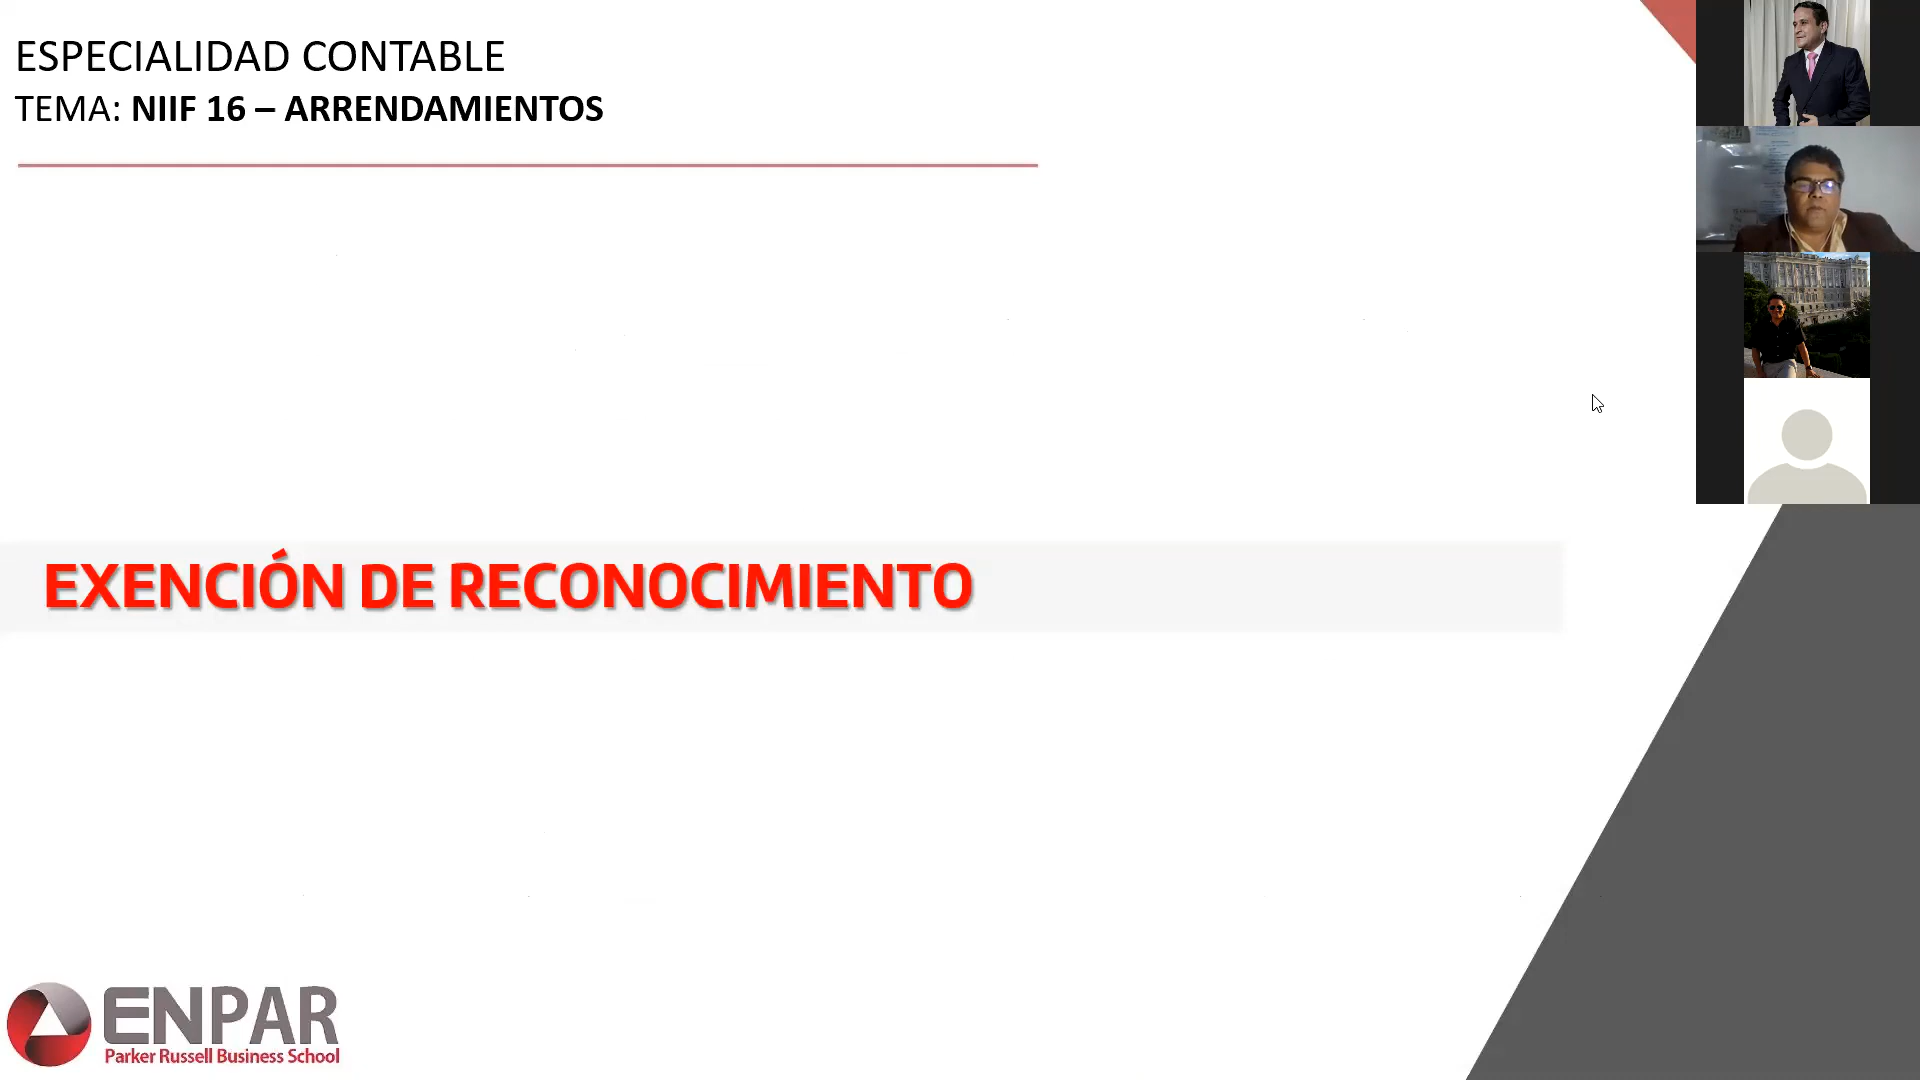 ESPECIALIDAD CONTABLE
TEMA: NIIF 16 – ARRENDAMIENTOS
EXENCIÓN DE RECONOCIMIENTO
ENPAR
Parker Russell Business School